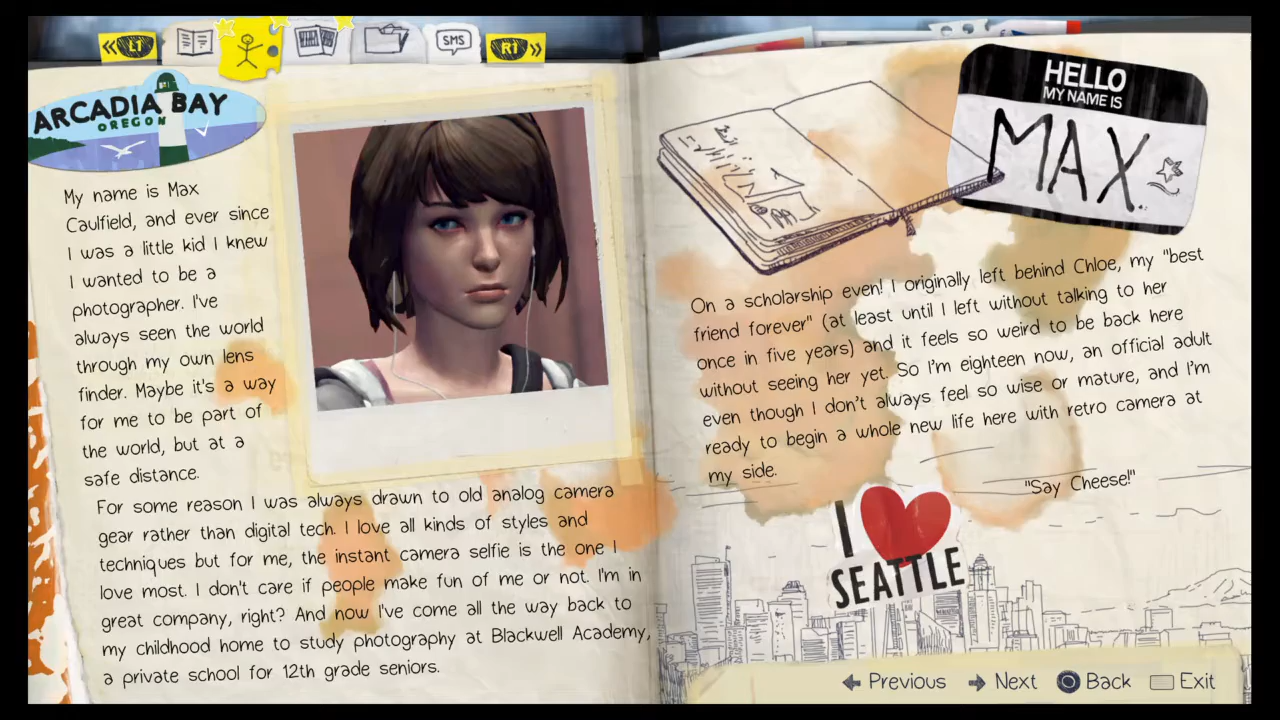 L1
SMS
R1
ARCADIA BAY
OREGON
My name is Max
Caulfield, and ever since
I was a little kid I knew
I wanted to be a
photographer. I've
always seen the world
through my own lens
finder. Maybe it's a way
for me to be part of
the world, but at a
safe distance.
For some reason I was always drawn to old analog camera
gear rather than digital tech. I love all kinds of styles and
techniques but for me, the instant camera selfie is the one I
love most. I don't care if people make fun of me or not. I'm in
great company, right? And now I've come all the way back to
my childhood home to study photography at Blackwell Academy,
a private school for 12th grade seniors.
HELLO
MY NAME IS
MAX.
On a scholarship even! I originally left behind Chloe, my "best
friend forever" (at least until I left without talking to her
once in five years) and it feels so weird to be back here
without seeing her yet. So I'm eighteen now, an official adult
even though I don't always feel so wise or mature, and I'm
ready to begin a whole new life here with retro camera at
my side.
"Say Cheese!"
I
SEATTLE
Previous Next Back Exit